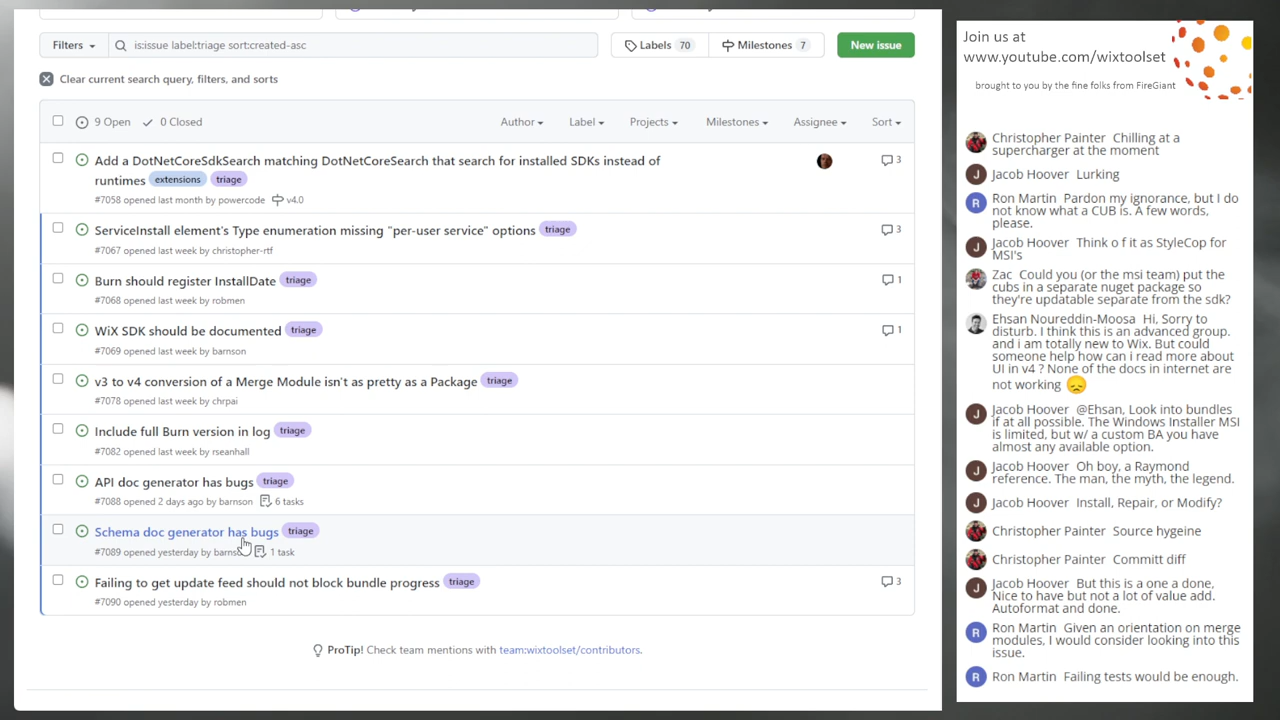 Filters
is:issue label:triage sort:created-asc
Labels 70
Milestones 7
New issue
Clear current search query, filters, and sorts
9 Open
0 Closed
Author
Label
Projects
Milestones
Assignee
Sort
Add a DotNetCoreSdkSearch matching DotNetCoreSearch that search for installed SDKs instead of
runtimes extensions triage
3
#7058 opened last month by powercode v4.0
ServiceInstall element's Type enumeration missing "per-user service" options triage
3
#7067 opened last week by christopher-rtf
Burn should register InstallDate triage
1
#7068 opened last week by robmen
WiX SDK should be documented triage
1
#7069 opened last week by barnson
v3 to v4 conversion of a Merge Module isn't as pretty as a Package triage
#7078 opened last week by chrpai
Include full Burn version in log triage
#7082 opened last week by rseanhall
API doc generator has bugs triage
#7088 opened 2 days ago by barnson 6 tasks
Schema doc generator has bugs triage
#7089 opened yesterday by barns 1 task
Failing to get update feed should not block bundle progress triage
3
#7090 opened yesterday by robmen
ProTip! Check team mentions with team:wixtoolset/contributors.
Join us at
www.youtube.com/wixtoolset
brought to you by the fine folks from FireGiant
Christopher Painter Chilling at a
supercharger at the moment
J Jacob Hoover Lurking
R Ron Martin Pardon my ignorance, but I do
not know what a CUB is. A few words,
please.
J Jacob Hoover Think o f it as StyleCop for
MSI's
Zac Could you (or the msi team) put the
cubs in a separate nuget package so
they're updatable separate from the sdk?
Ehsan Noureddin-Moosa Hi, Sorry to
disturb. I think this is an advanced group.
and i am totally new to Wix. But could
someone help how can i read more about
UI in v4 ? None of the docs in internet are
not working
J Jacob Hoover @Ehsan, Look into bundles
if at all possible. The Windows Installer MSI
is limited, but w/ a custom BA you have
almost any available option.
J Jacob Hoover Oh boy, a Raymond
reference. The man, the myth, the legend.
J Jacob Hoover Install, Repair, or Modify?
Christopher Painter Source hygeine
Christopher Painter Committ diff
J Jacob Hoover But this is a one a done,
Nice to have but not a lot of value add.
Autoformat and done.
R Ron Martin Given an orientation on merge
modules, I would consider looking into this
issue.
R Ron Martin Failing tests would be enough.